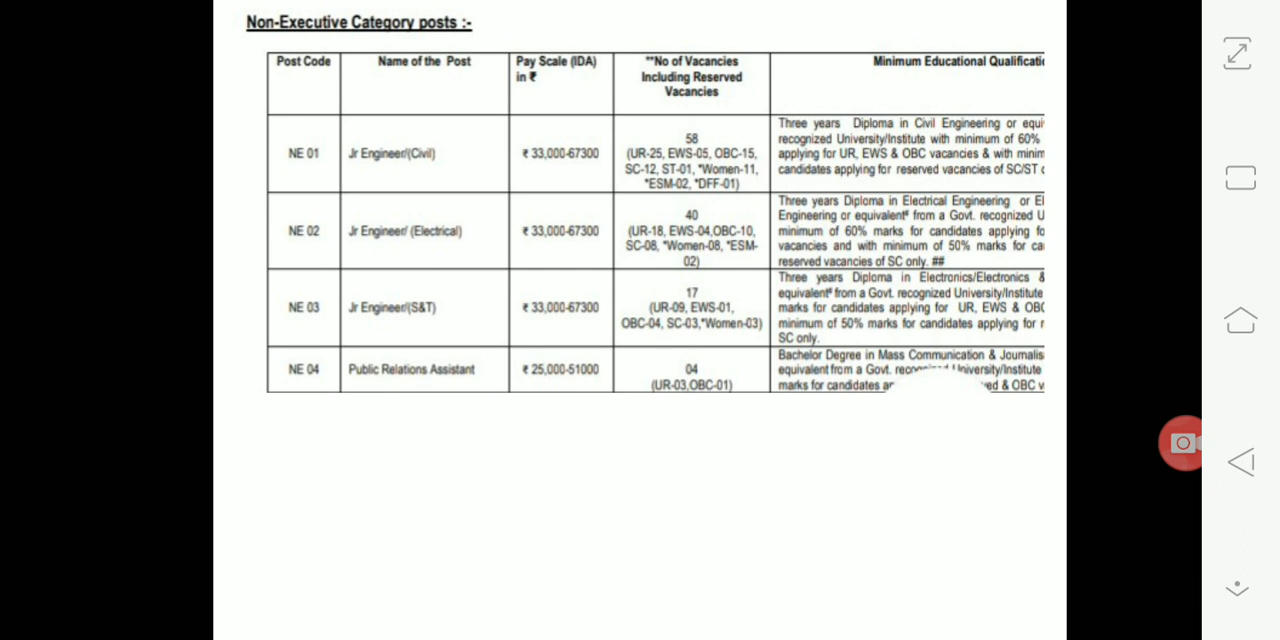 Non-Executive Category posts :-
Post Code
Name of the Post
Pay Scale (IDA)
in ₹
**No of Vacancies
Including Reserved
Vacancies
Minimum Educational
NE 01
Jr Engineer/(Civil)
₹ 33,000-67300
58
(UR-25, EWS-05, OBC-15,
SC-12, ST-01, *Women-11,
*ESM-02, *DFF-01)
Three years Diploma in Civil Engineering or
recognized University/Institute with minimum of 60%
applying for UR, EWS & OBC vacancies & with
candidates applying for reserved vacancies of SC/ST
NE 02
Jr Engineer/ (Electrical)
₹ 33,000-67300
40
(UR-18, EWS-04,OBC-10,
SC-08, *Women-08, *ESM-
02)
Three years Diploma in Electrical Engineering or
Engineering or equivalent# from a Govt. recognized
minimum of 60% marks for candidates applying
vacancies and with minimum of 50% marks for
reserved vacancies of SC only. ##
NE 03
Jr Engineer/(S&T)
₹ 33,000-67300
17
(UR-09, EWS-01,
OBC-04, SC-03,*Women-03)
Three years Diploma in Electronics/Electronics &
equivalent# from a Govt. recognized University/Institute
marks for candidates applying for UR, EWS &
minimum of 50% marks for candidates applying for
SC only.
NE 04
Public Relations Assistant
₹ 25,000-51000
04
(UR-03,OBC-01)
Bachelor Degree in Mass Communication &
equivalent from a Govt. University/Institute
marks for candidates & OBC